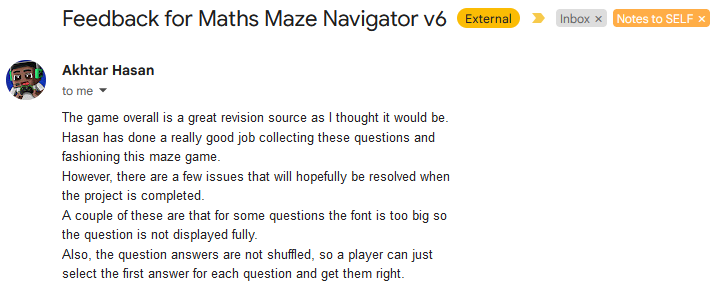 Feedback for Maths Maze Navigator v6 External Inbox × Notes to SELF ×
Akhtar Hasan
to me
The game overall is a great revision source as I thought it would be.
Hasan has done a really good job collecting these questions and
fashioning this maze game.
However, there are a few issues that will hopefully be resolved when
the project is completed.
A couple of these are that for some questions the font is too big so
the question is not displayed fully.
Also, the question answers are not shuffled, so a player can just
select the first answer for each question and get them right.